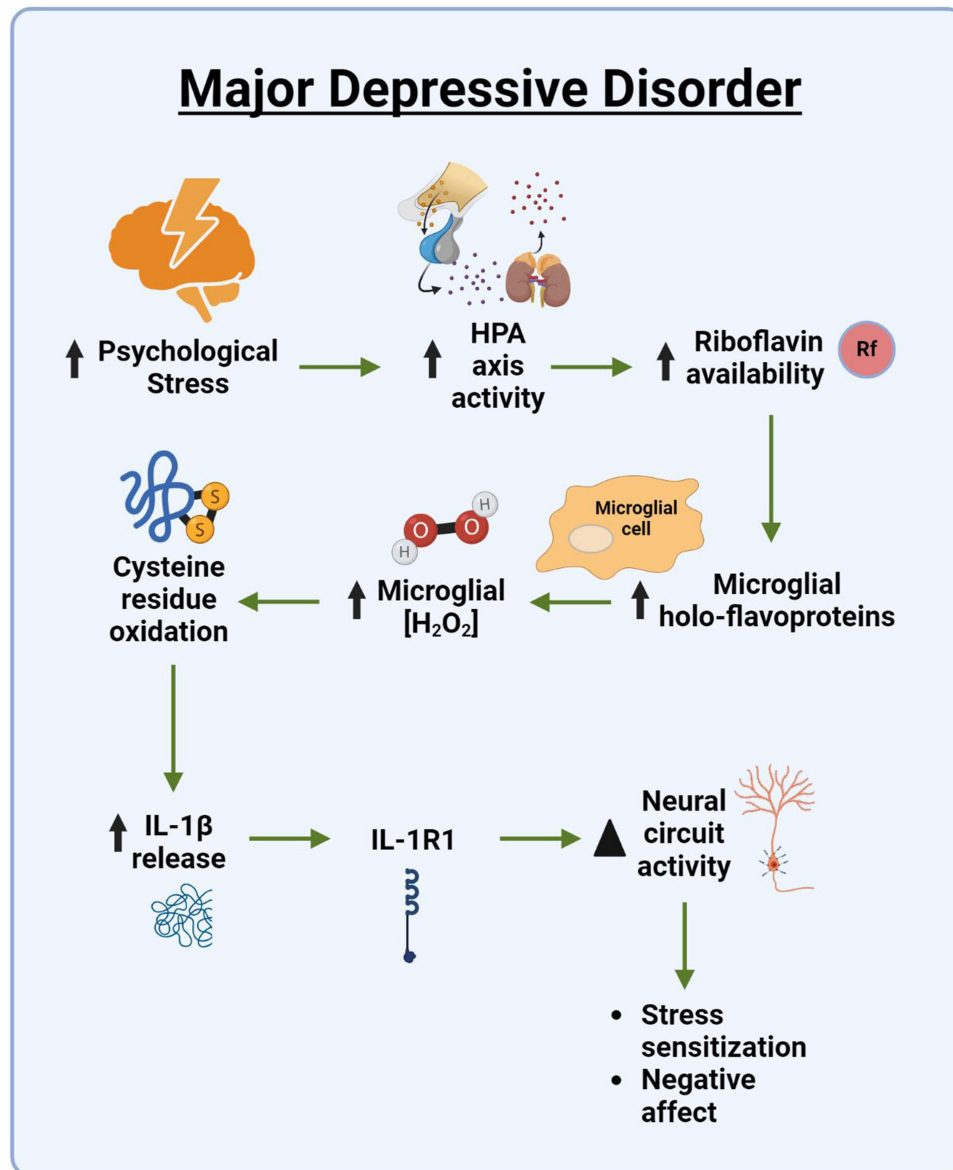 Major Depressive Disorder
Psychological
Stress
HPA
axis
activity
Riboflavin
availability
Rf
S
S
Cysteine
residue
oxidation
H
O
O
H
Microglial
[H₂O₂]
Microglial
cell
Microglial
holo-flavoproteins
IL-1β
release
IL-1R1
Neural
circuit
activity
• Stress
sensitization
• Negative
affect